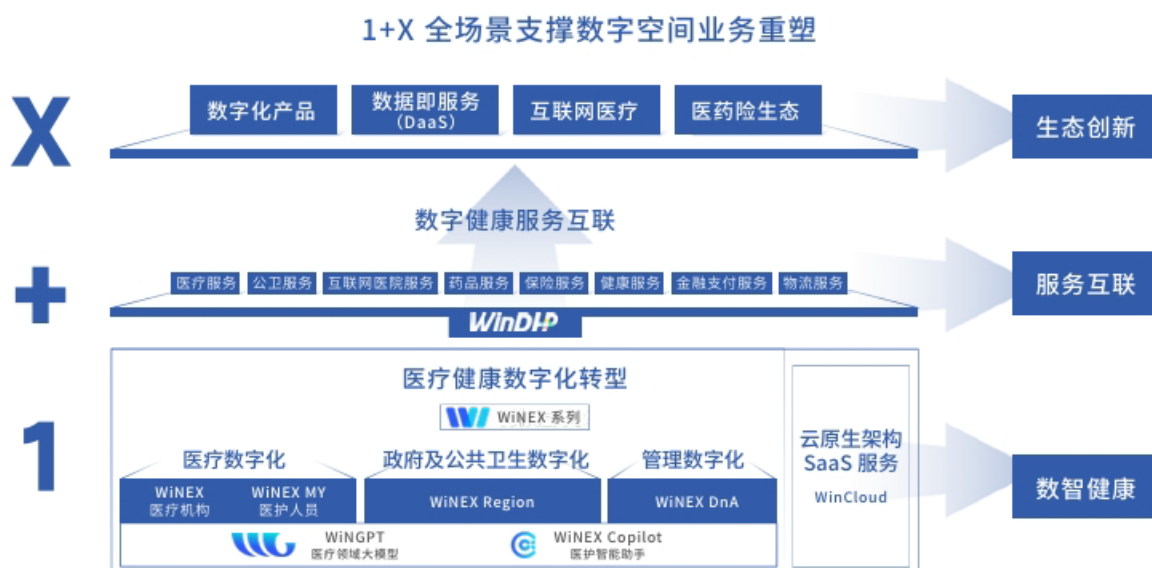 1+X 全场景支撑数字空间业务重塑
X
数字化产品
数据即服务
（DaaS）
互联网医疗
医药险生态
生态创新
数字健康服务互联
+
医疗服务
公卫服务
互联网医院服务
药品服务
保险服务
健康服务
金融支付服务
物流服务
服务互联
WinDHP
1
医疗健康数字化转型
WiNEX 系列
医疗数字化
政府及公共卫生数字化
管理数字化
WiNEX
医疗机构
WiNEX MY
医护人员
WiNEX Region
WiNEX DnA
WiNGPT
医疗领域大模型
WiNEX Copilot
医护智能助手
云原生架构
SaaS 服务
WinCloud
数智健康